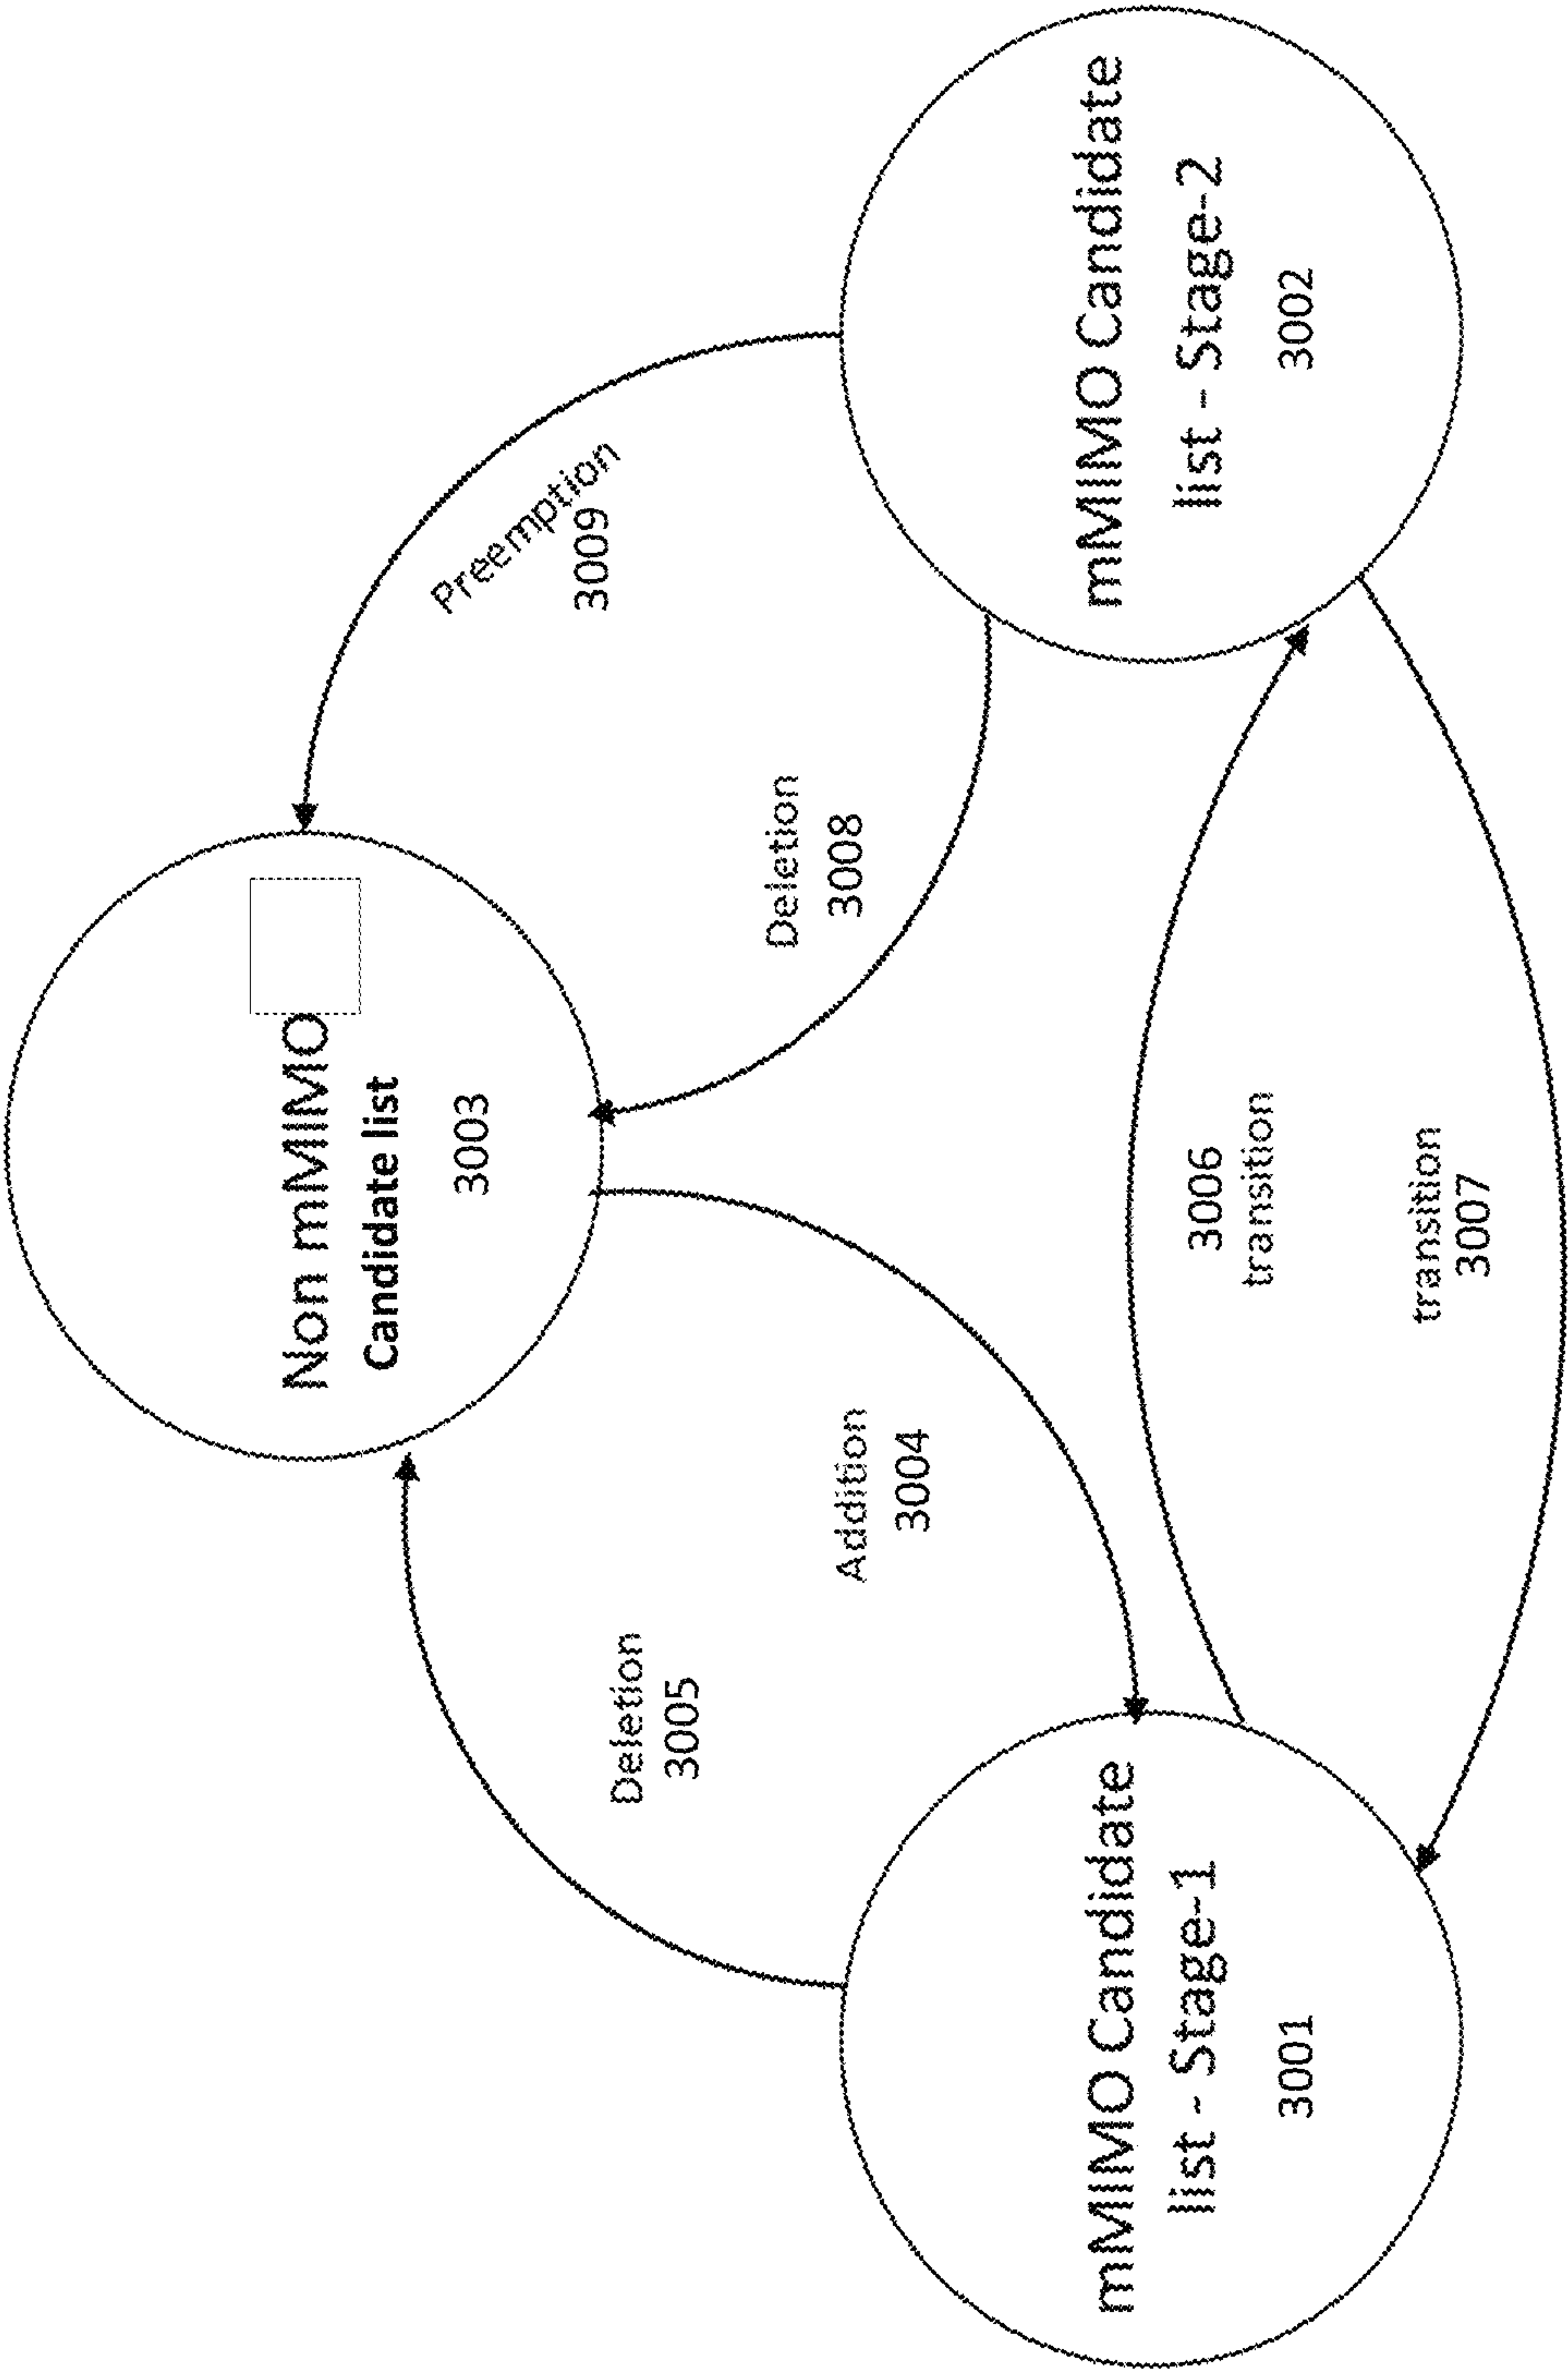 Non mMIMO
Candidate list
3003
Preemption
3009
Deletion
3008
Deletion
3005
Addition
3004
3006
transition
transition
3007
mMIMO Candidate
list - Stage-1
3001
mMIMO Candidate
list - Stage-2
3002